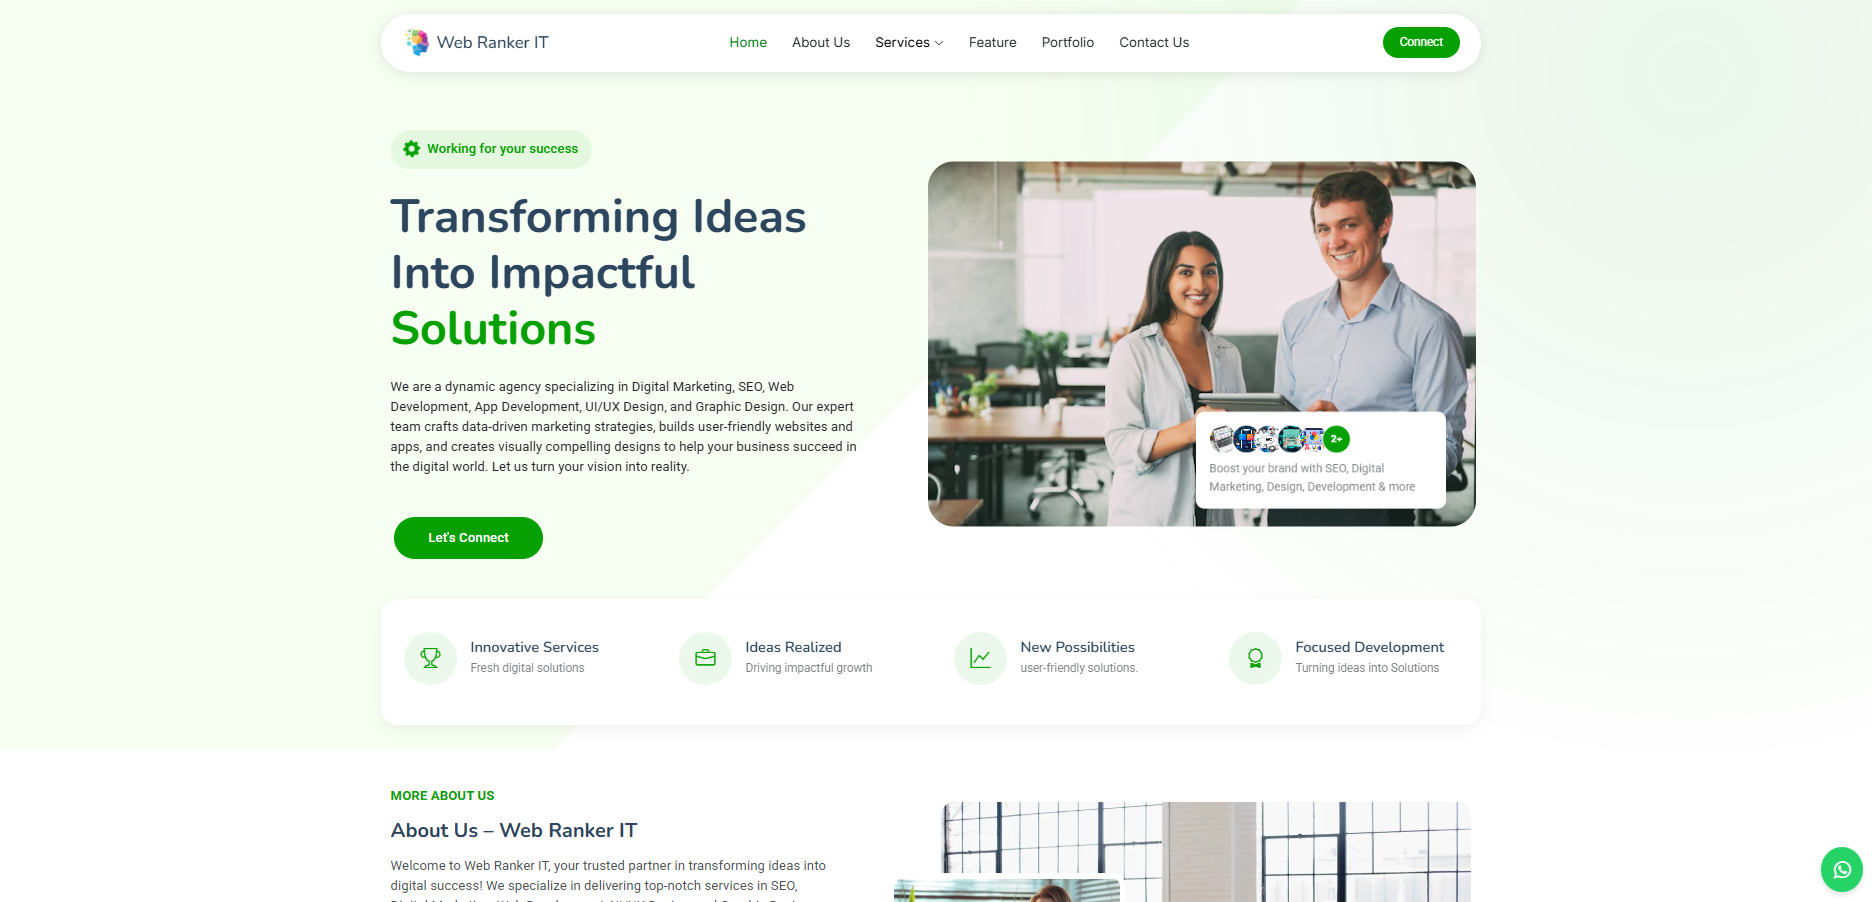 Web Ranker IT
Home
About Us
Services
Feature
Portfolio
Contact Us
Connect
Working for your success
Transforming Ideas
Into Impactful
Solutions
We are a dynamic agency specializing in Digital Marketing, SEO, Web
Development, App Development, UI/UX Design, and Graphic Design. Our expert
team crafts data-driven marketing strategies, builds user-friendly websites and
apps, and creates visually compelling designs to help your business succeed in
the digital world. Let us turn your vision into reality.
Let's Connect
2+
Boost your brand with SEO, Digital
Marketing, Design, Development & more
Innovative Services
Fresh digital solutions
Ideas Realized
Driving impactful growth
New Possibilities
user-friendly solutions.
Focused Development
Turning ideas into Solutions
MORE ABOUT US
About Us – Web Ranker IT
Welcome to Web Ranker IT, your trusted partner in transforming ideas into
digital success! We specialize in delivering top-notch services in SEO,